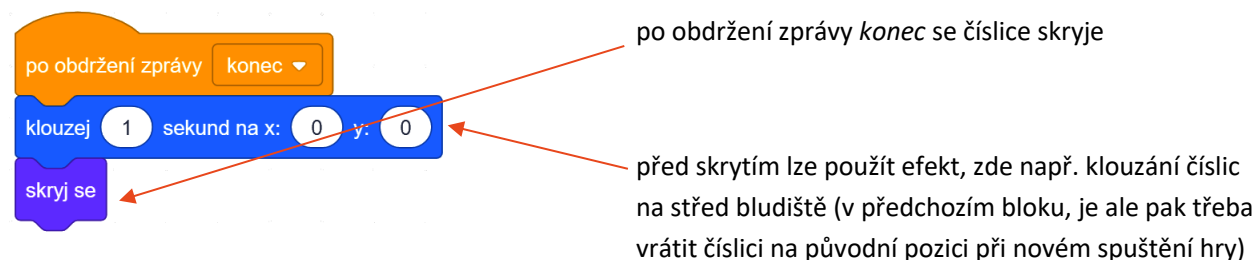 po obdržení zprávy konec se číslice skryje
po obdržení zprávy konec
klouzej 1 sekund na x: 0 y: 0
skryj se
před skrytím lze použít efekt, zde např. klouzání číslic
na střed bludiště (v předchozím bloku, je ale pak třeba
vrátit číslici na původní pozici při novém spuštění hry)